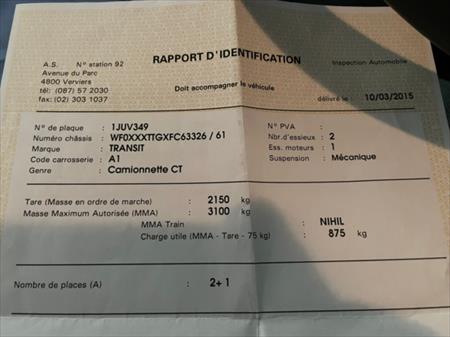 A.S. N° station 92
Avenue du Parc
4800 Verviers
tel: (087) 57 2030
fax: (02) 303 1037
RAPPORT D'IDENTIFICATION
Inspection Automobile
Doit accompagner le véhicule
délivré le : 10/03/2015
N° de plaque : 1JUV349
Numéro châssis : WF0XXXTTGXFC63326 / 61
Marque : TRANSIT
Code carrosserie : A1
Genre : Camionnette CT
N° PVA :
Nbr.d'essieux : 2
Ess. moteurs : 1
Suspension : Mécanique
Tare (Masse en ordre de marche) : 2150 kg
Masse Maximum Autorisée (MMA) : 3100 kg
MMA Train : NIHIL
Charge utile (MMA - Tare - 75 kg) : 875 kg
Nombre de places (A) : 2+ 1